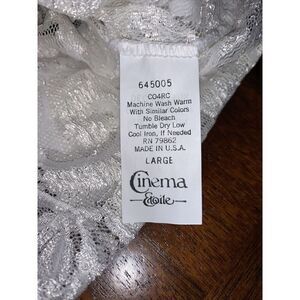 645005
CO4RC
Machine Wash Warm
With Similar Colors
No Bleach
Tumble Dry Low
Cool Iron, If Needed
RN 79862
MADE IN U.S.A.
LARGE
Cinema
Etoile